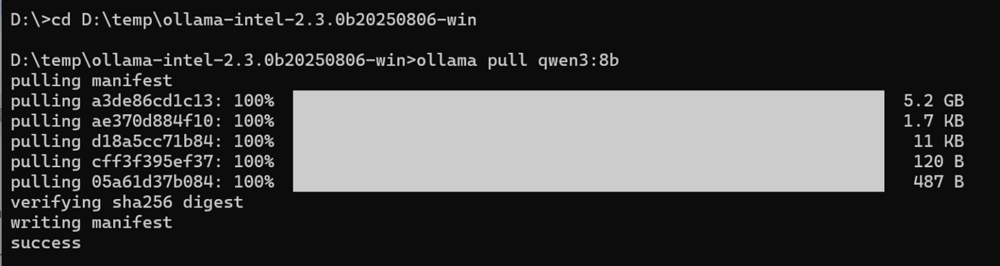 D:\>cd D:\temp\ollama-intel-2.3.0b20250806-win
D:\temp\ollama-intel-2.3.0b20250806-win>ollama pull qwen3:8b
pulling manifest
pulling a3de86cd1c13: 100% 5.2 GB
pulling ae370d884f10: 100% 1.7 KB
pulling d18a5cc71b84: 100% 11 KB
pulling cff3f395ef37: 100% 120 B
pulling 05a61d37b084: 100% 487 B
verifying sha256 digest
writing manifest
success